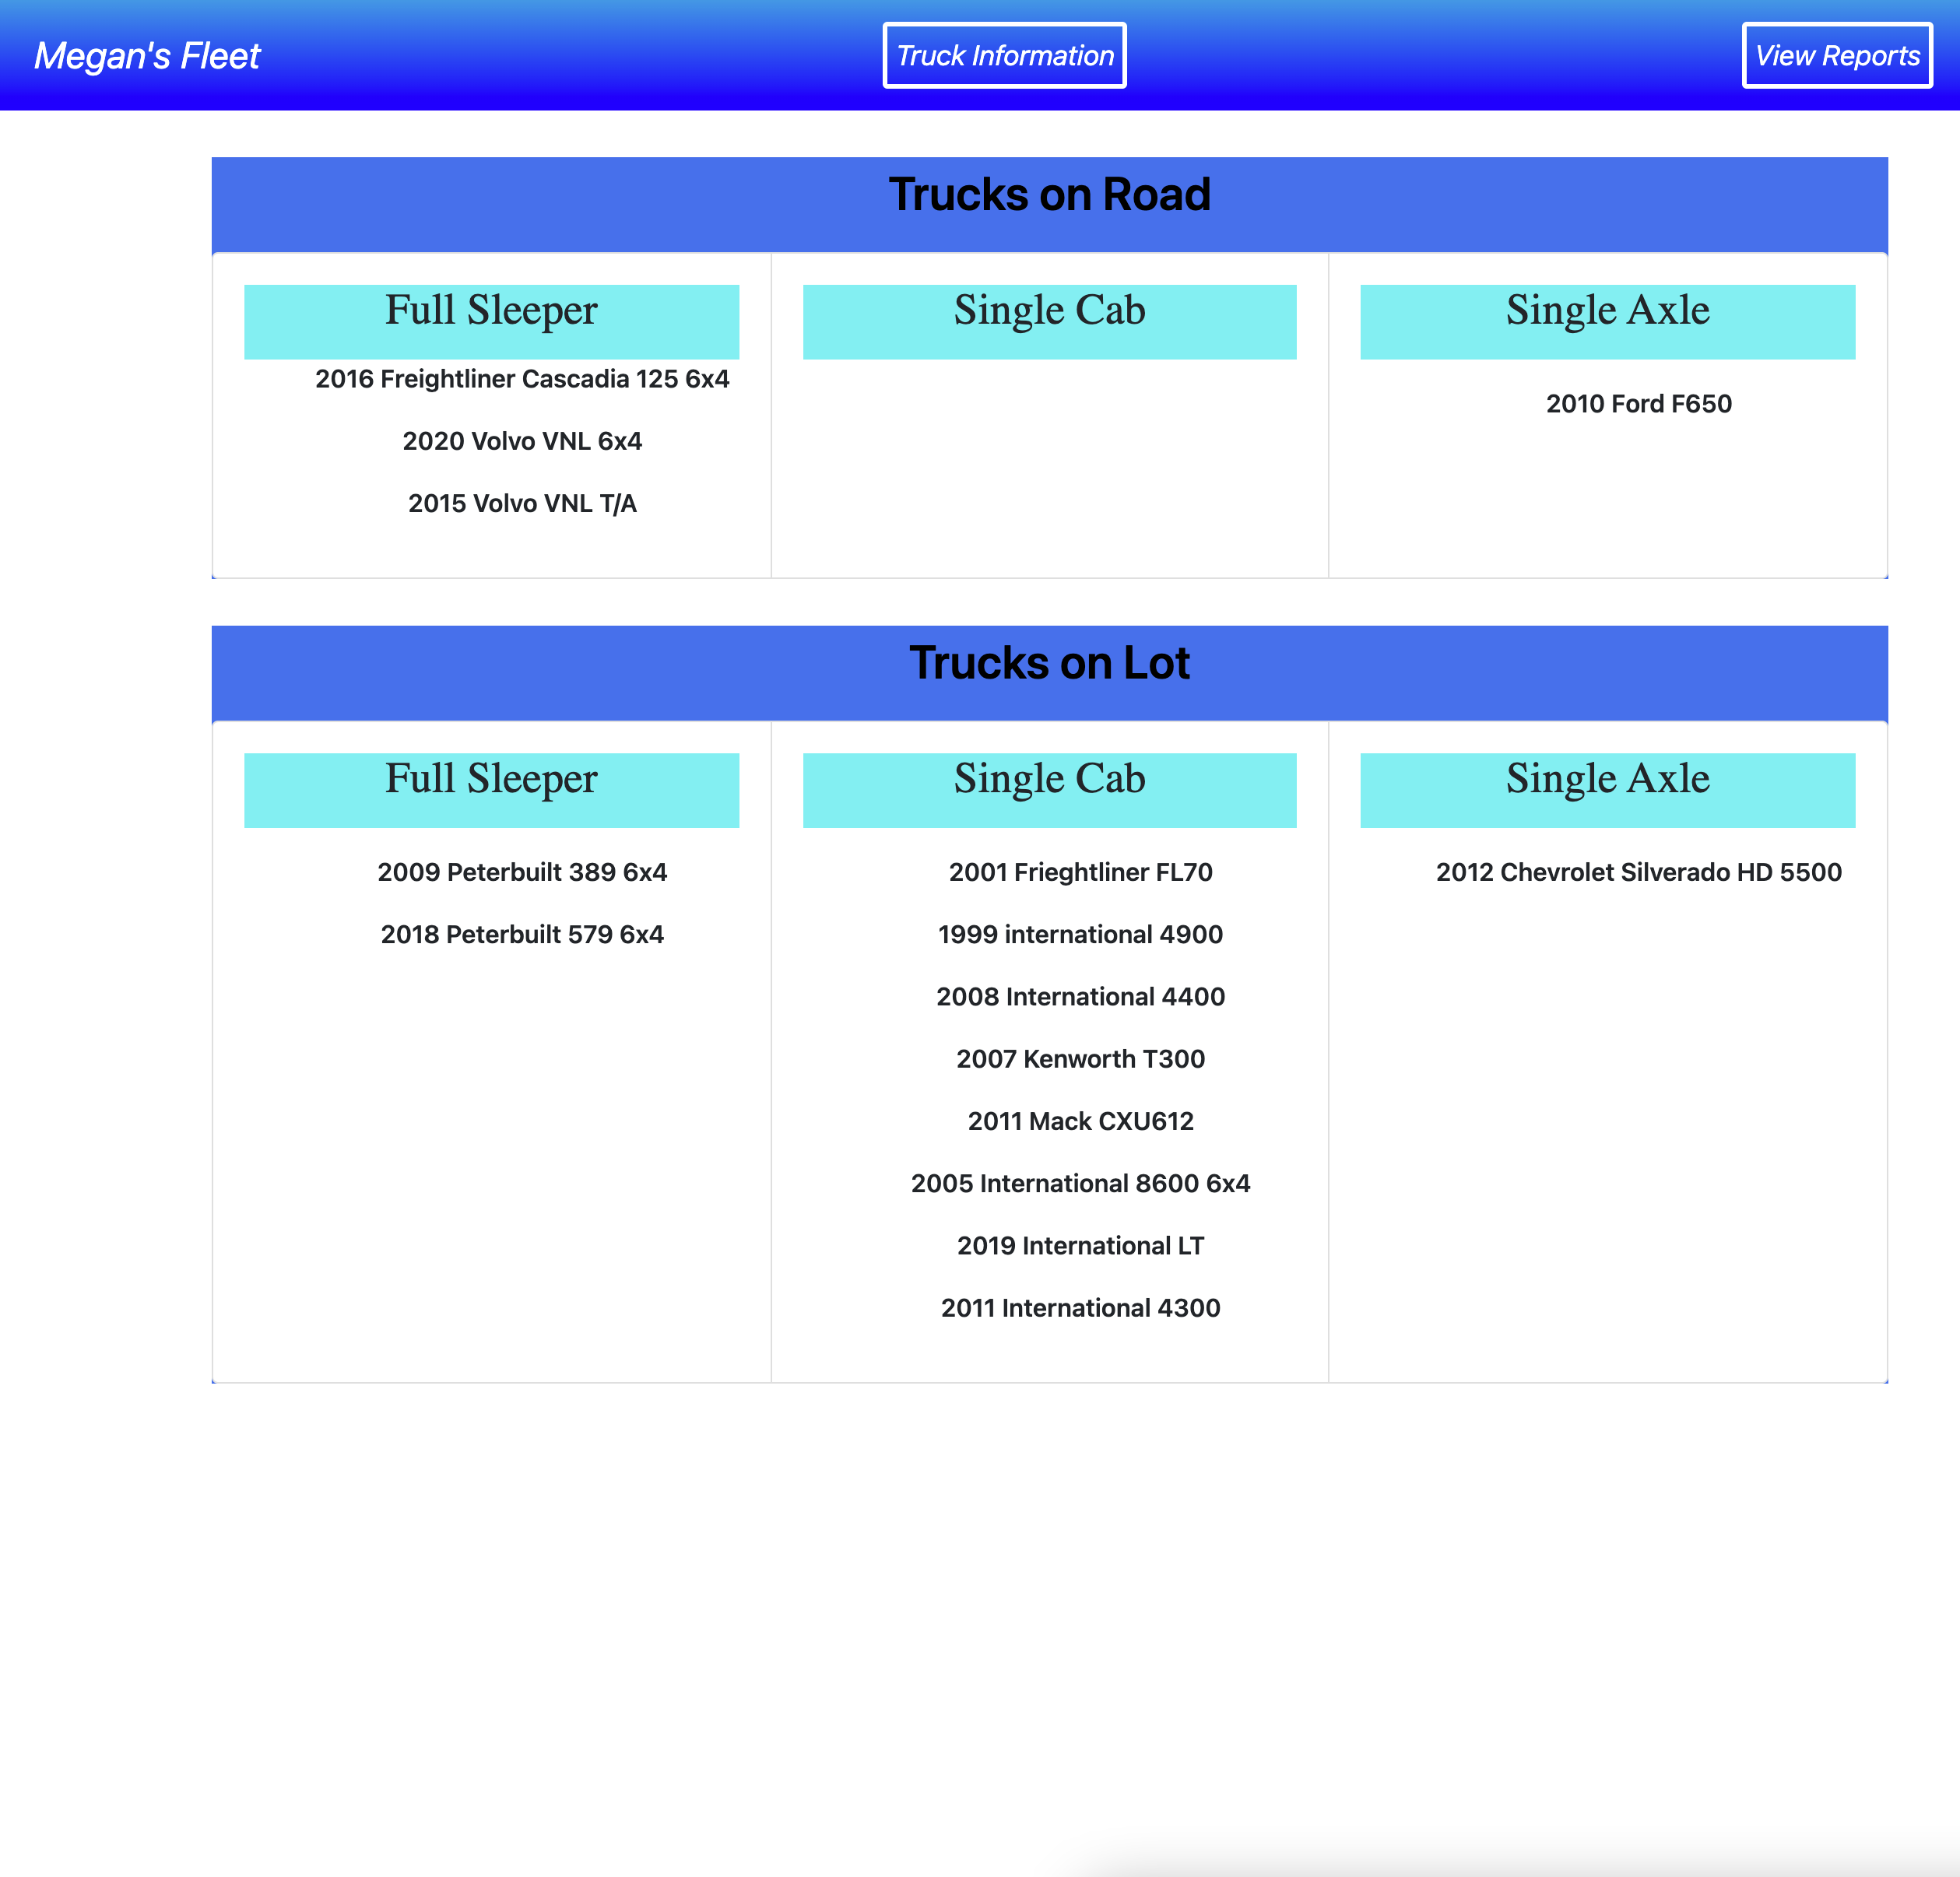 Megan's Fleet
Truck Information
View Reports
Trucks on Road
Full Sleeper
2016 Freightliner Cascadia 125 6x4
2020 Volvo VNL 6x4
2015 Volvo VNL T/A
Single Cab
Single Axle
2010 Ford F650
Trucks on Lot
Full Sleeper
2009 Peterbuilt 389 6x4
2018 Peterbuilt 579 6x4
Single Cab
2001 Frieghtliner FL70
1999 international 4900
2008 International 4400
2007 Kenworth T300
2011 Mack CXU612
2005 International 8600 6x4
2019 International LT
2011 International 4300
Single Axle
2012 Chevrolet Silverado HD 5500